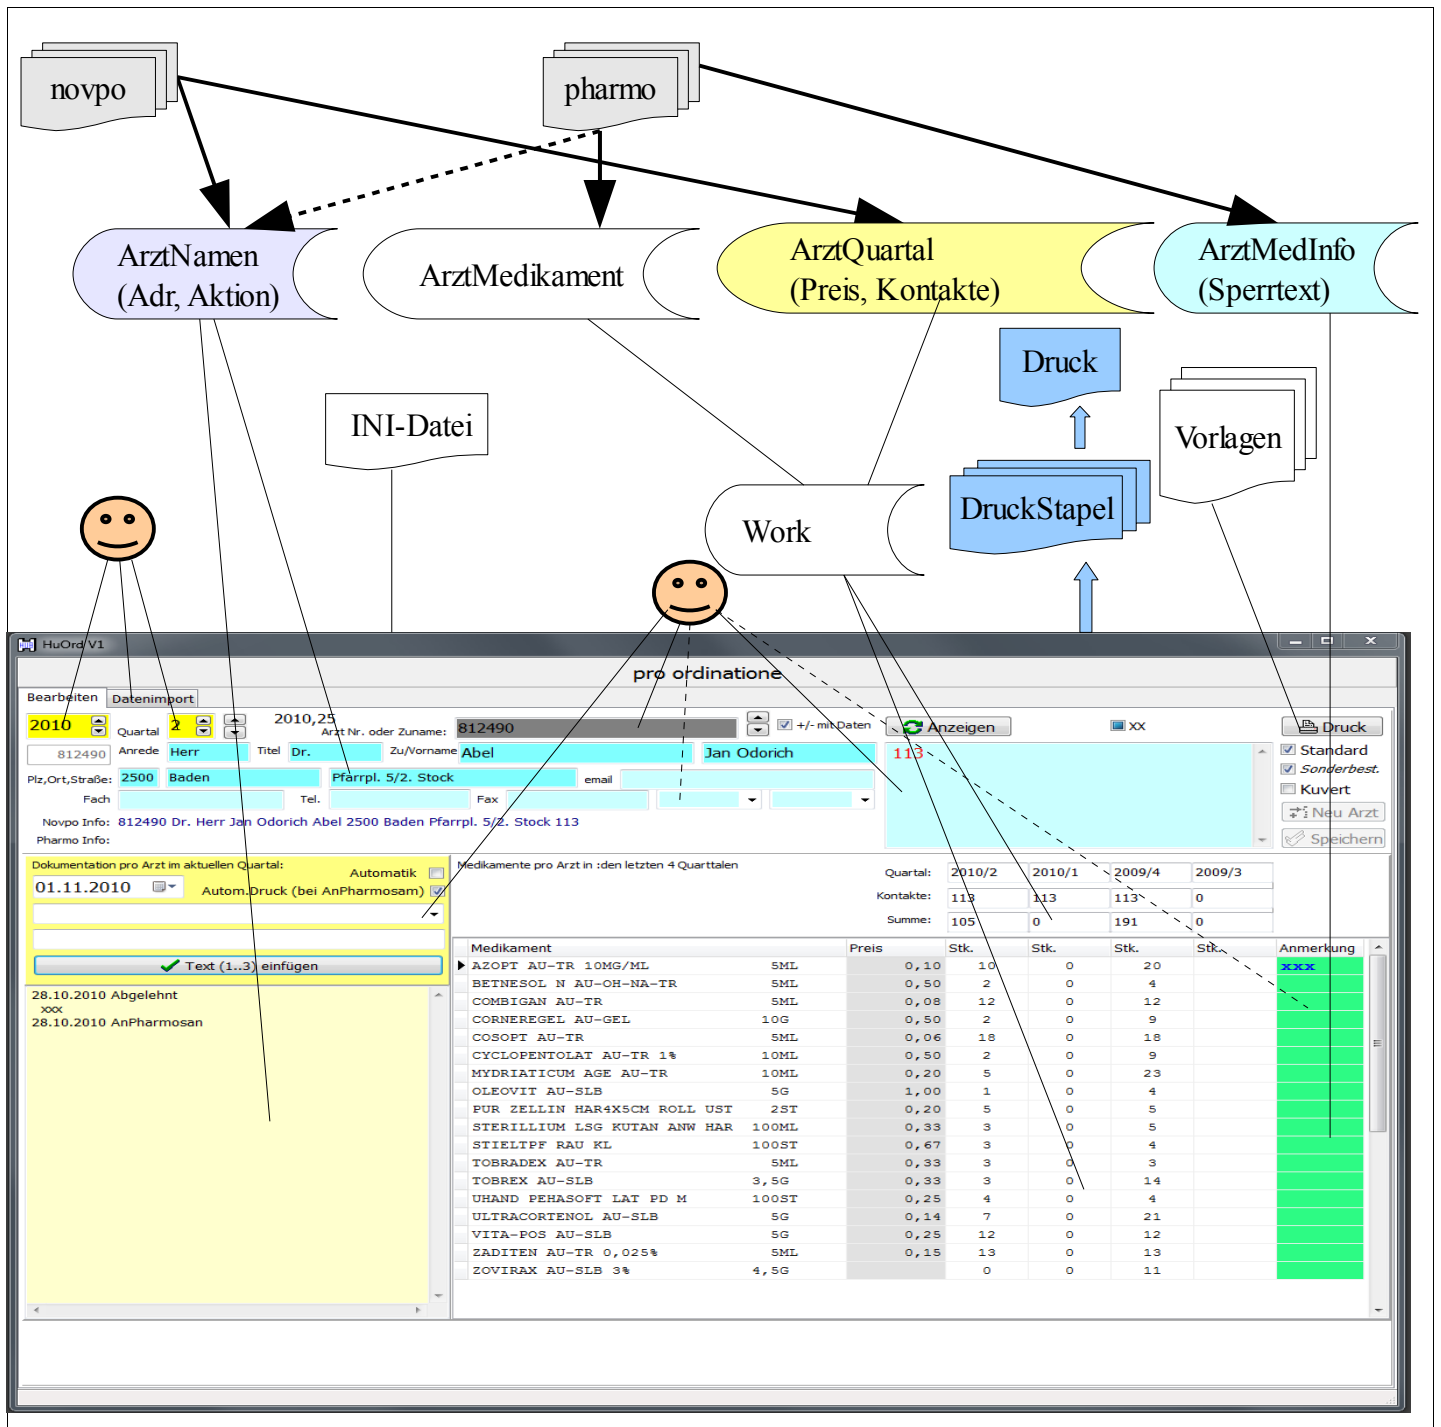 novpo
pharmo
ArztNamen
(Adr, Aktion)
ArztMedikament
ArztQuartal
(Preis, Kontakte)
ArztMedInfo
(Sperrtext)
Druck
INI-Datei
Vorlagen
DruckStapel
Work
HuOrd V1
pro ordinatione
Bearbeiten Datenimport
2010 Quartal 2 2010,25 Arzt Nr. oder Zuname: 812490 +/- mit Daten Anzeigen XX Druck
812490 Anrede Herr Titel Dr. Zu/Vorname Abel Jan Odorich 113 Standard
Plz,Ort,Straße: 2500 Baden Pfarrpl. 5/2. Stock email Sonderbest.
Fach Tel. Fax Kuvert
Novpo Info: 812490 Dr. Herr Jan Odorich Abel 2500 Baden Pfarrpl. 5/2. Stock 113 Neu Arzt
Pharmo Info: Speichern
Dokumentation pro Arzt im aktuellen Quartal:
Automatik
01.11.2010 Autom.Druck (bei AnPharmosam)
Text (1..3) einfügen
28.10.2010 Abgelehnt
xxx
28.10.2010 AnPharmosan
Medikamente pro Arzt in :den letzten 4 Quarttalen
Quartal: 2010/2 2010/1 2009/4 2009/3
Kontakte: 113 113 113 0
Summe: 105 0 191 0
Medikament Preis Stk. Stk. Stk. Stk. Anmerkung
AZOPT AU-TR 10MG/ML 5ML 0,10 10 0 20 xxx
BETNESOL N AU-OH-NA-TR 5ML 0,50 2 0 4
COMBIGAN AU-TR 5ML 0,08 12 0 12
CORNEREGEL AU-GEL 10G 0,50 2 0 9
COSOPT AU-TR 5ML 0,06 18 0 18
CYCLOPENTOLAT AU-TR 1% 10ML 0,50 2 0 9
MYDRIATICUM AGE AU-TR 10ML 0,20 5 0 23
OLEOVIT AU-SLB 5G 1,00 1 0 4
PUR ZELLIN HAR4X5CM ROLL UST 2ST 0,20 5 0 5
STERILLIUM LSG KUTAN ANW HAR 100ML 0,33 3 0 5
STIELTPF RAU KL 100ST 0,67 3 0 4
TOBRADEX AU-TR 5ML 0,33 3 0 3
TOBREX AU-SLB 3,5G 0,33 3 0 14
UHAND PEHASOFT LAT PD M 100ST 0,25 4 0 4
ULTRACORTENOL AU-SLB 5G 0,14 7 0 21
VITA-POS AU-SLB 5G 0,25 12 0 12
ZADITEN AU-TR 0,025% 5ML 0,15 13 0 13
ZOVIRAX AU-SLB 3% 4,5G 0 0 11